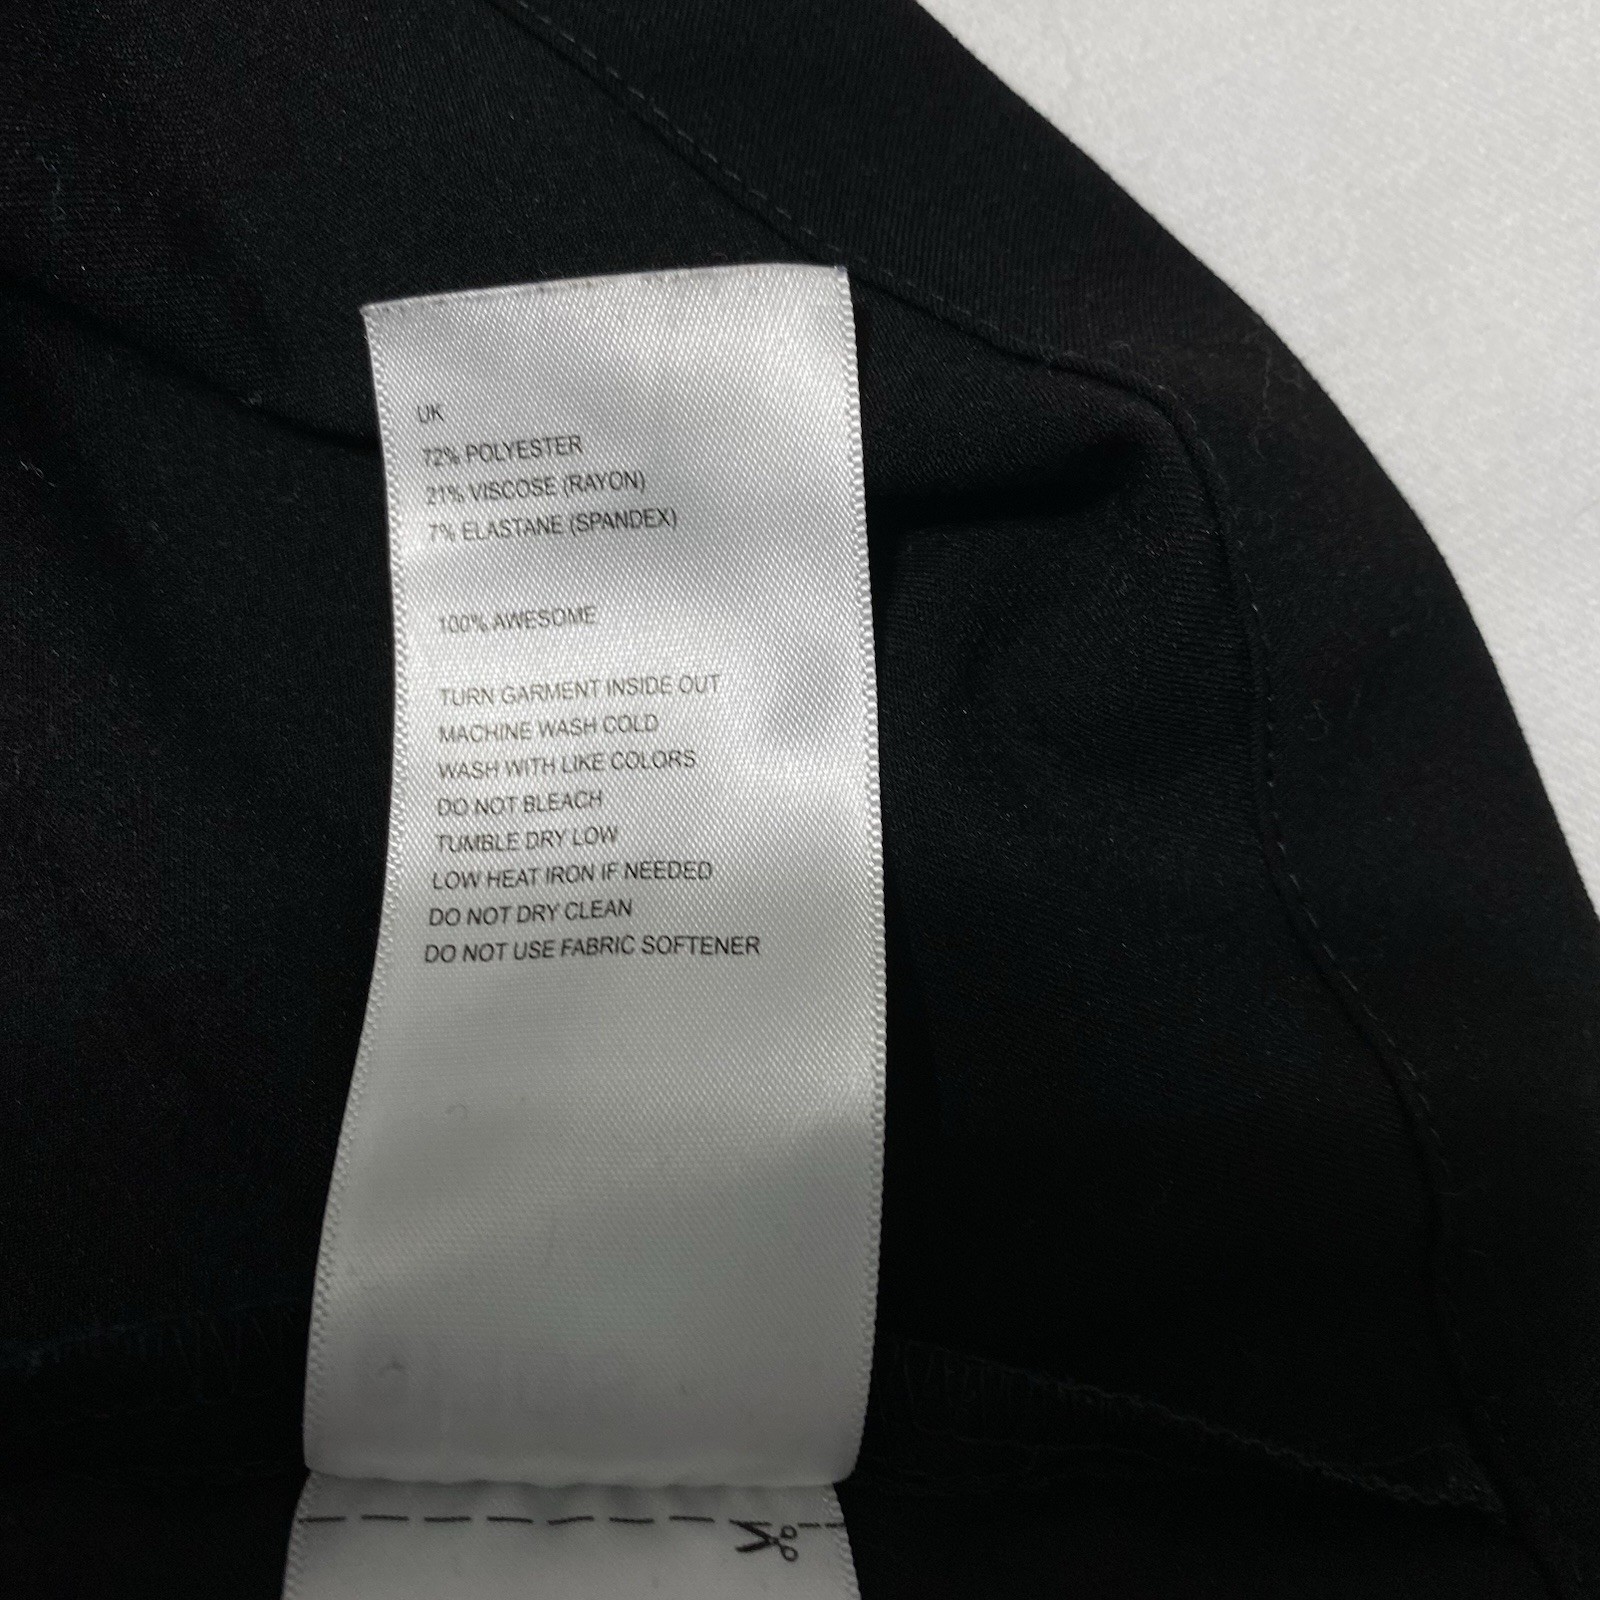 UK
72% POLYESTER
21% VISCOSE (RAYON)
7% ELASTANE (SPANDEX)
100% AWESOME
TURN GARMENT INSIDE OUT
MACHINE WASH COLD
WASH WITH LIKE COLORS
DO NOT BLEACH
TUMBLE DRY LOW
LOW HEAT IRON IF NEEDED
DO NOT DRY CLEAN
DO NOT USE FABRIC SOFTENER